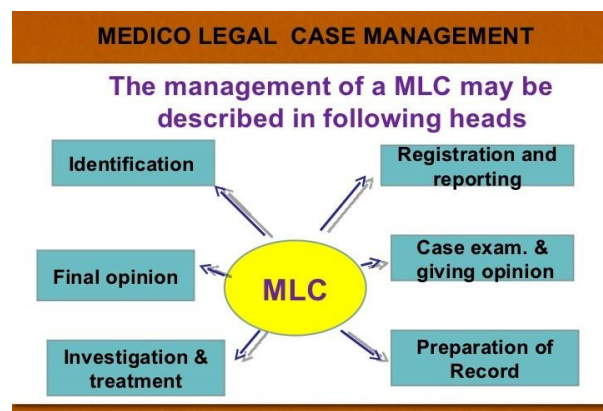 MEDICO LEGAL CASE MANAGEMENT
The management of a MLC may be
described in following heads
Identification
Registration and
reporting
Final opinion
MLC
Case exam. &
giving opinion
Investigation &
treatment
Preparation of
Record